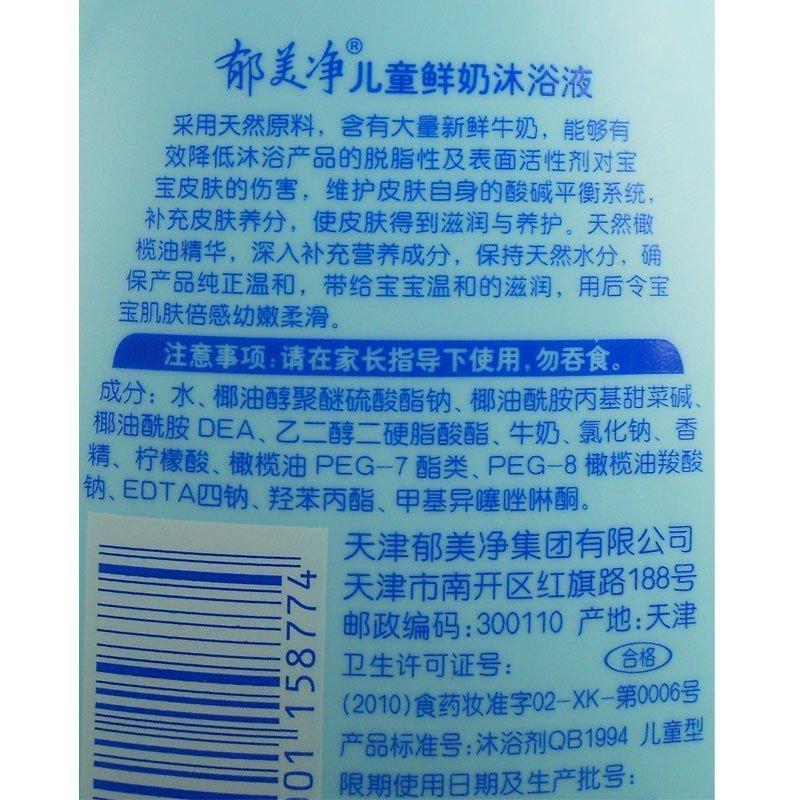 郁美净®儿童鲜奶沐浴液
采用天然原料，含有大量新鲜牛奶，能够有
效降低沐浴产品的脱脂性及表面活性剂对宝
宝皮肤的伤害，维护皮肤自身的酸碱平衡系统，
补充皮肤养分，使皮肤得到滋润与养护。天然橄
榄油精华，深入补充营养成分，保持天然水分，确
保产品纯正温和，带给宝宝温和的滋润，用后令宝
宝肌肤倍感幼嫩柔滑。
注意事项:请在家长指导下使用,勿吞食。
成分：水、椰油醇聚醚硫酸酯钠、椰油酰胺丙基甜菜碱、
椰油酰胺DEA、乙二醇二硬脂酸酯、牛奶、氯化钠、香
精、柠檬酸、橄榄油PEG-7酯类、PEG-8橄榄油羧酸
钠、EDTA四钠、羟苯丙酯、甲基异噻唑啉酮。
天津郁美净集团有限公司
天津市南开区红旗路188号
邮政编码:300110 产地:天津
卫生许可证号: 合格
(2010)食药妆准字02-XK-第0006号
产品标准号:沐浴剂QB1994 儿童型
限期使用日期及生产批号:
01 158774